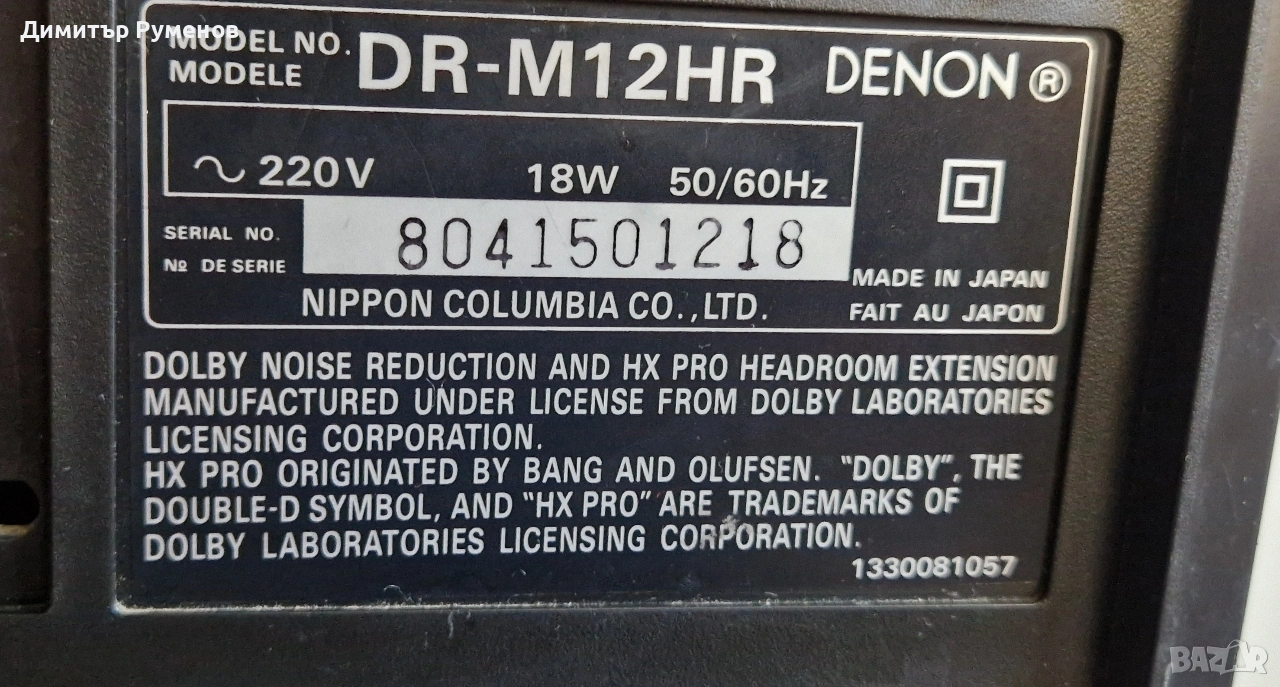 Димитър Руменов
MODEL NO. DR-M12HR DENON ®
MODELE
220V 18W 50/60Hz
SERIAL NO. 8041501218
№ DE SERIE
MADE IN JAPAN
NIPPON COLUMBIA CO.,LTD. FAIT AU JAPON
DOLBY NOISE REDUCTION AND HX PRO HEADROOM EXTENSION
MANUFACTURED UNDER LICENSE FROM DOLBY LABORATORIES
LICENSING CORPORATION.
HX PRO ORIGINATED BY BANG AND OLUFSEN. "DOLBY", THE
DOUBLE-D SYMBOL, AND "HX PRO" ARE TRADEMARKS OF
DOLBY LABORATORIES LICENSING CORPORATION.
1330081057
BAZAR